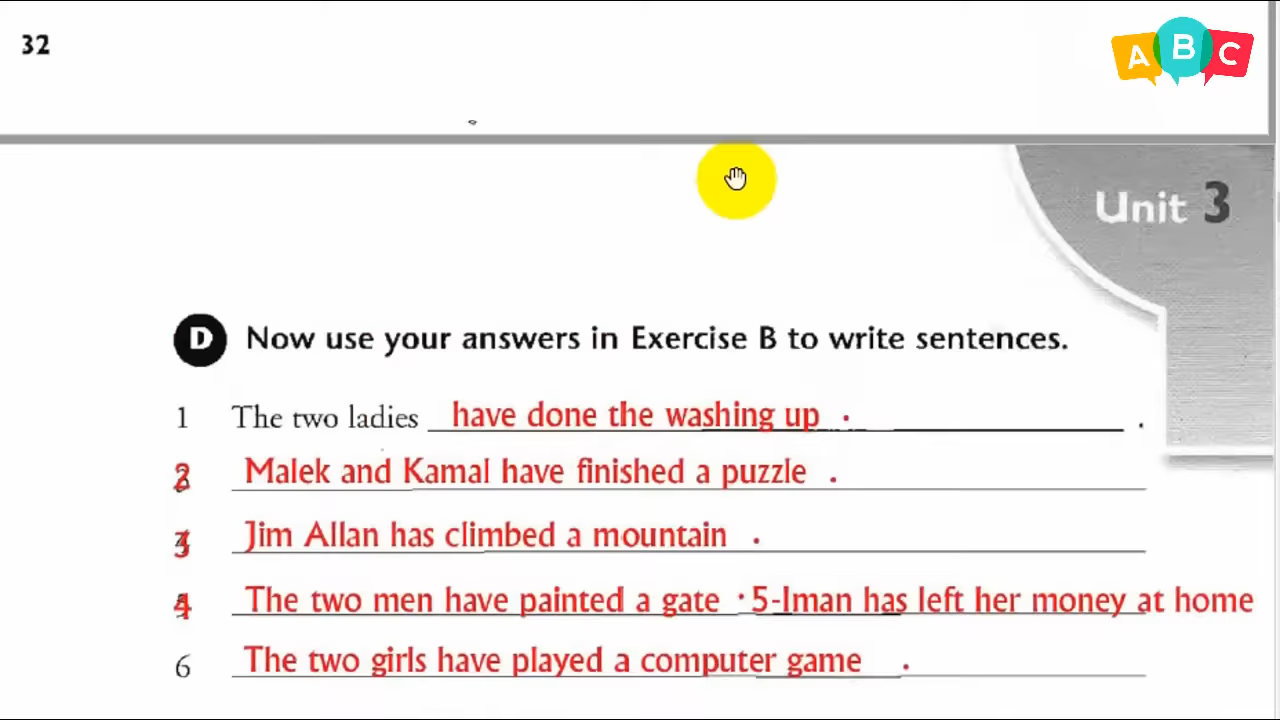 32
A B C
Unit 3
D Now use your answers in Exercise B to write sentences.
1 The two ladies have done the washing up . .
2 Malek and Kamal have finished a puzzle .
3 Jim Allan has climbed a mountain .
4 The two men have painted a gate . 5-Iman has left her money at home
6 The two girls have played a computer game .